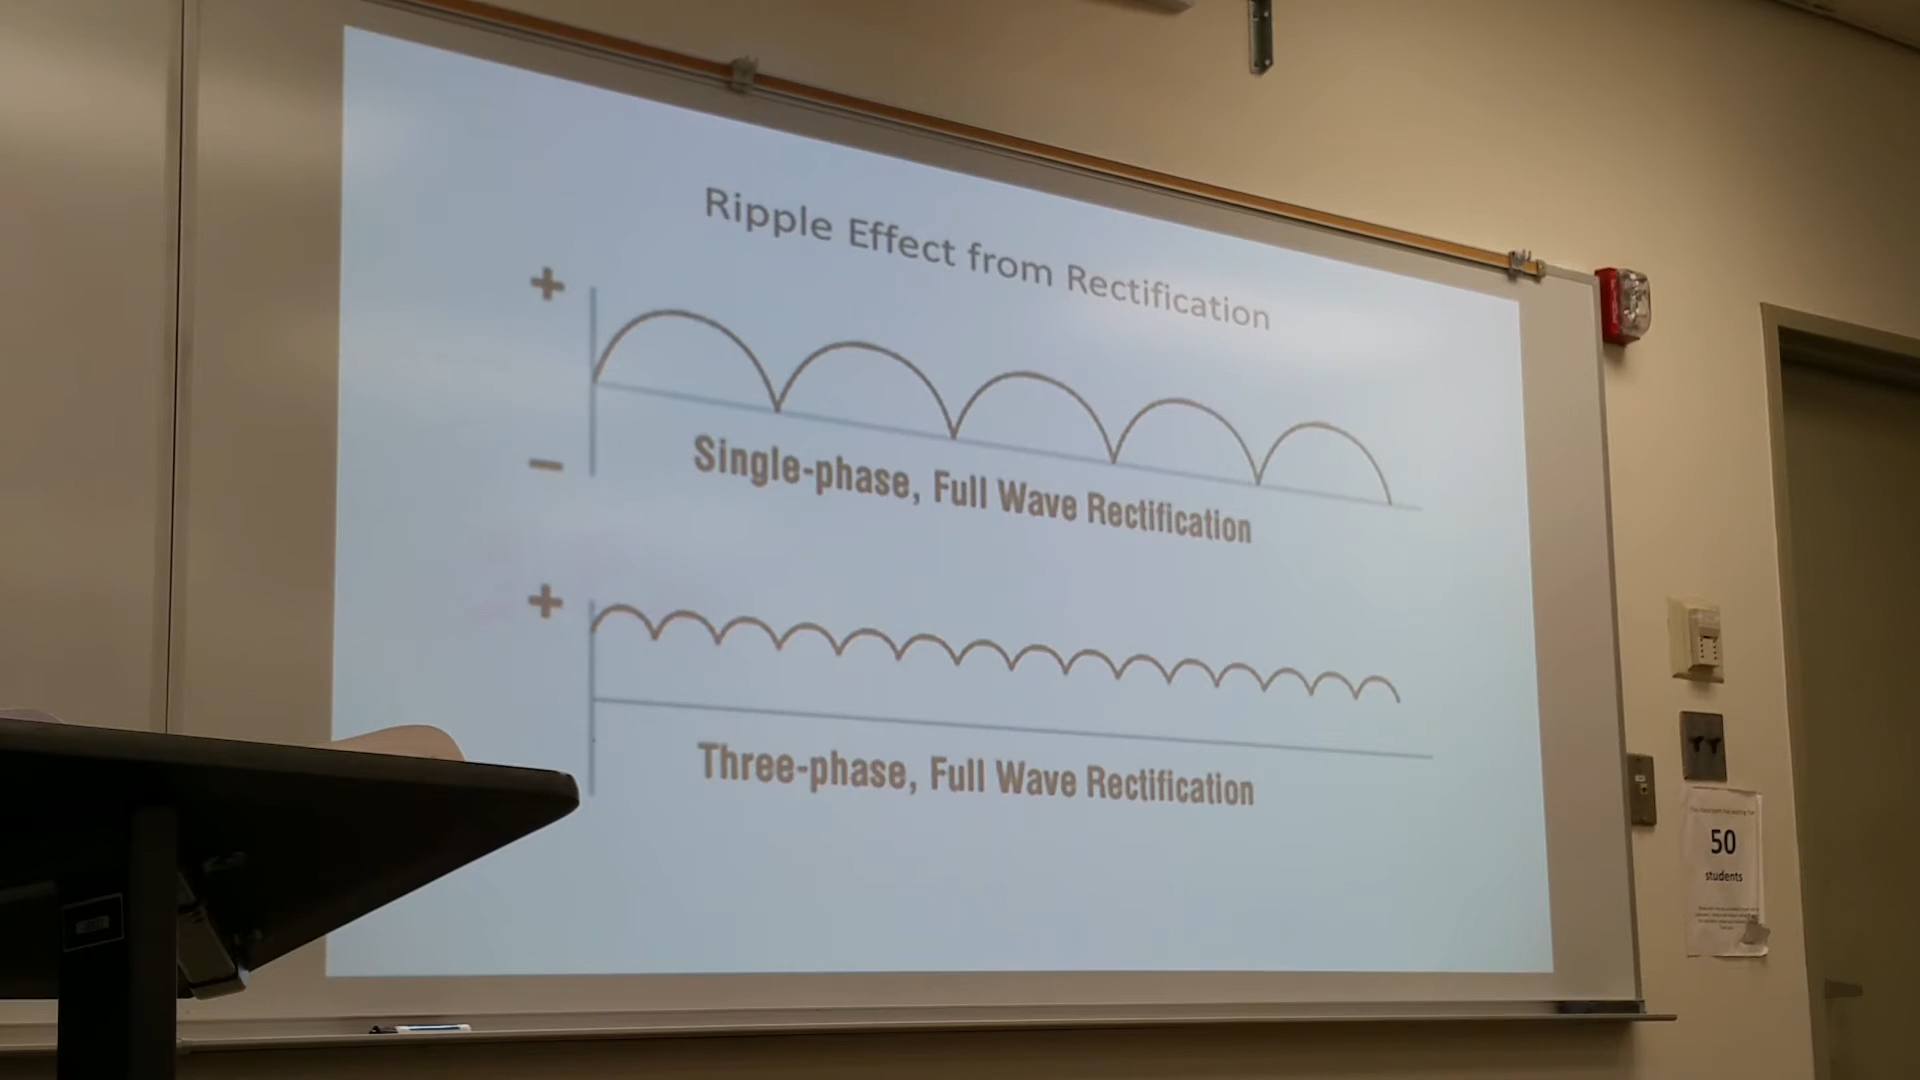 Ripple Effect from Rectification
+
−
Single-phase, Full Wave Rectification
+
Three-phase, Full Wave Rectification
50
students